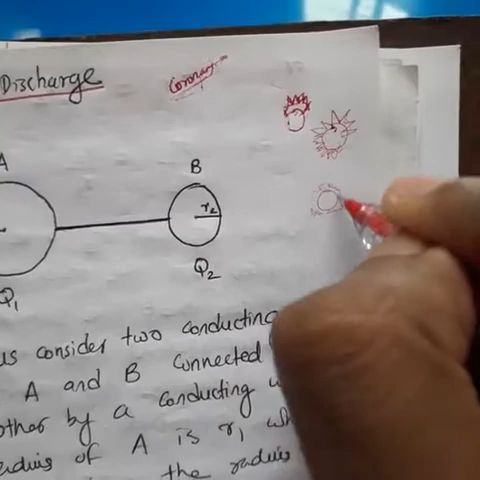 Discharge
Corona
A
B
r2
Q1
Q2
us consider two conducting
A and B connected
other by a conducting
radius of A is r1
the radius